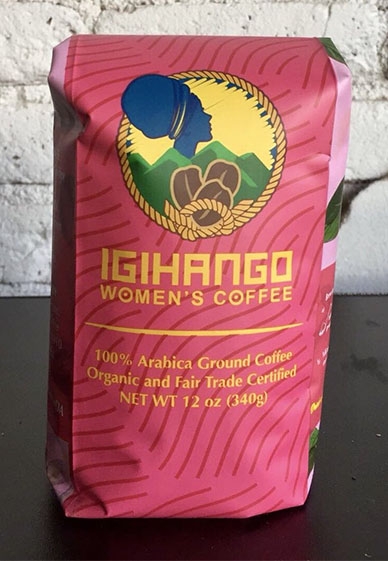 IGIHANGO
WOMEN'S COFFEE
100% Arabica Ground Coffee
Organic and Fair Trade Certified
NET WT 12 oz (340g)